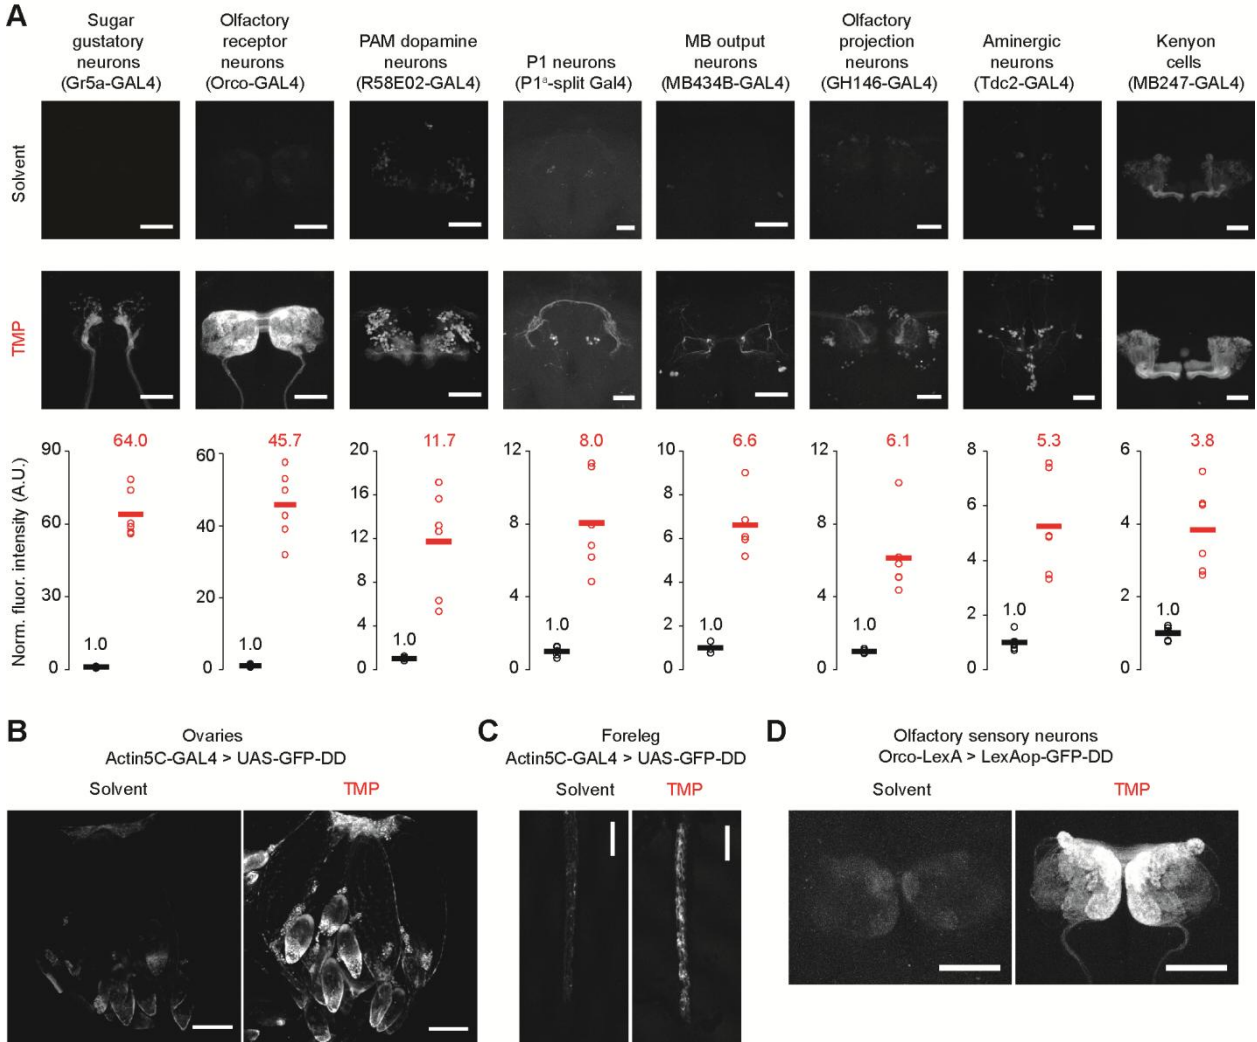 A
Sugar
gustatory
neurons
(Gr5a-GAL4)
Olfactory
receptor
neurons
(Orco-GAL4)
PAM dopamine
neurons
(R58E02-GAL4)
P1 neurons
(P1ᵃ-split Gal4)
MB output
neurons
(MB434B-GAL4)
Olfactory
projection
neurons
(GH146-GAL4)
Aminergic
neurons
(Tdc2-GAL4)
Kenyon
cells
(MB247-GAL4)
Solvent
TMP
Norm. fluor. intensity (A.U.)
90
60
30
0
1.0
64.0
60
40
20
0
1.0
45.7
20
16
12
8
4
0
1.0
11.7
12
8
4
0
1.0
8.0
10
8
6
4
2
0
1.0
6.6
12
8
4
0
1.0
6.1
8
6
4
2
0
1.0
5.3
6
4
2
0
1.0
3.8
B
Ovaries
Actin5C-GAL4 > UAS-GFP-DD
Solvent
TMP
C
Foreleg
Actin5C-GAL4 > UAS-GFP-DD
Solvent
TMP
D
Olfactory sensory neurons
Orco-LexA > LexAop-GFP-DD
Solvent
TMP